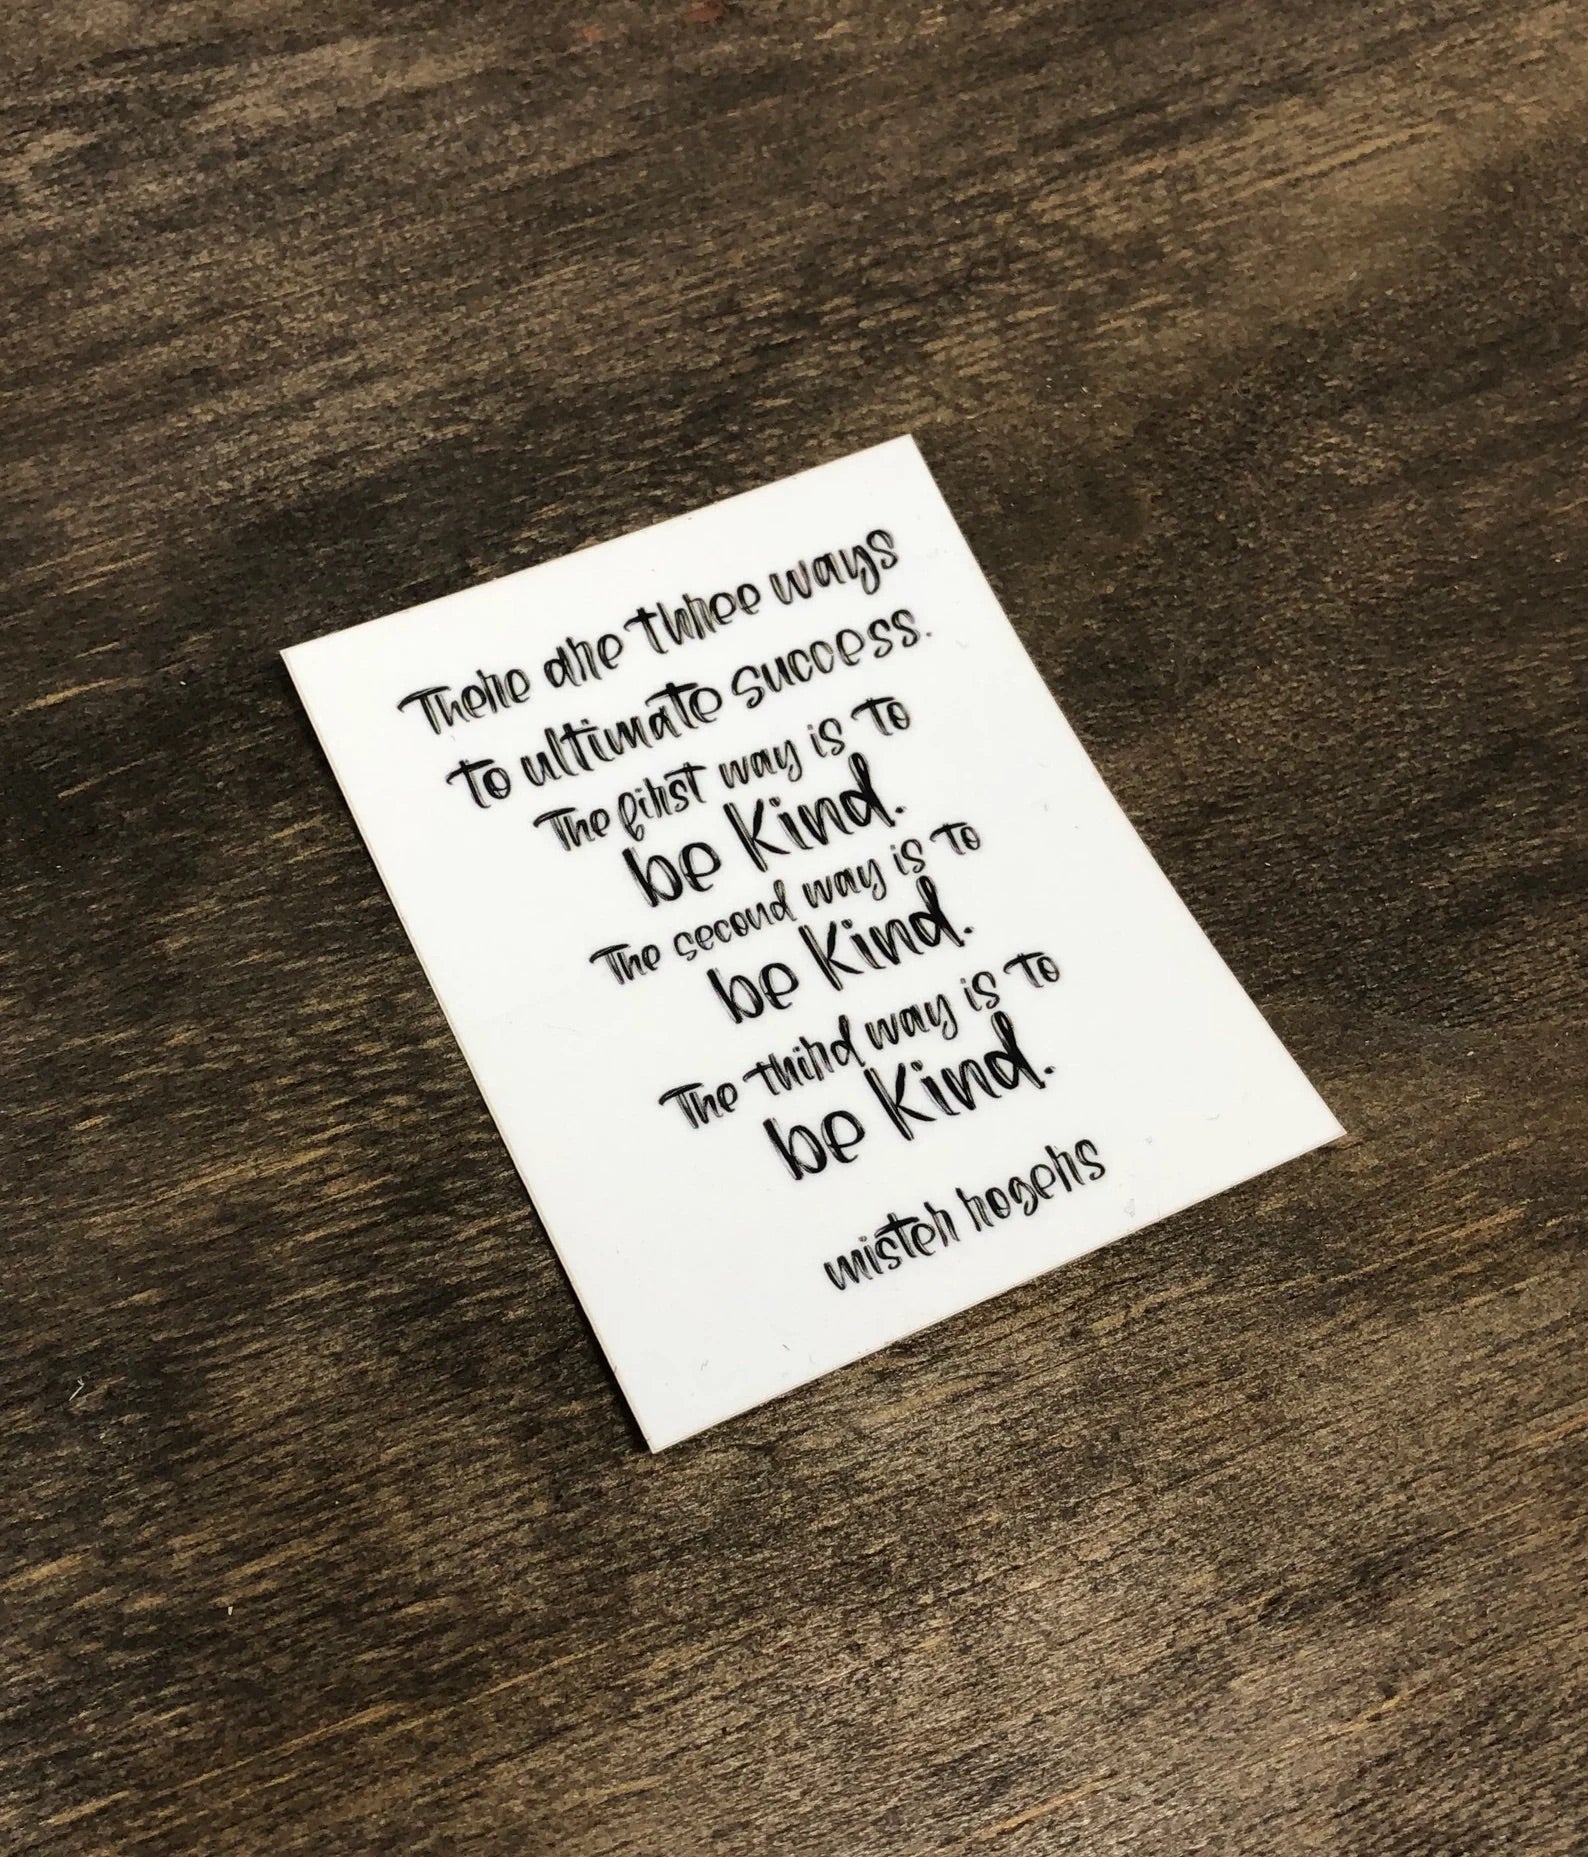 There are three ways
to ultimate success.
The first way is to
be kind.
The second way is to
be kind.
The third way is to
be kind.
mister rogers